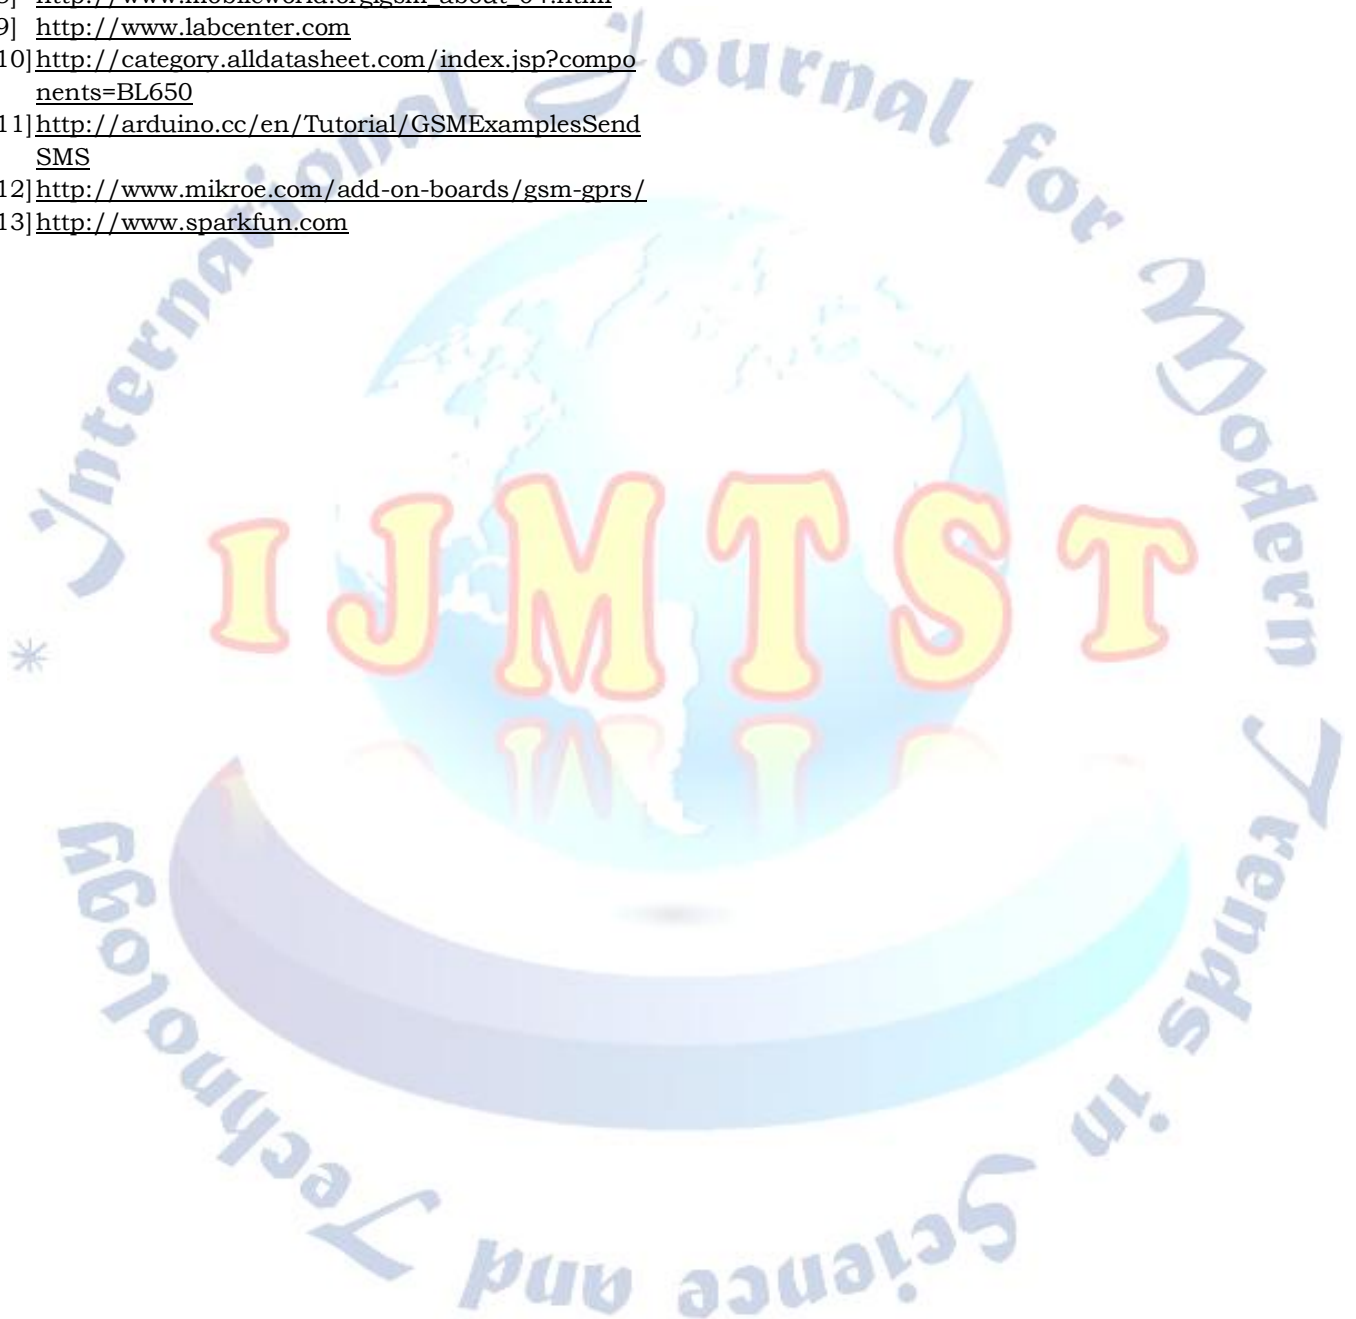 9] http://www.labcenter.com
10]http://category.alldatasheet.com/index.jsp?compo
nents=BL650
11]http://arduino.cc/en/Tutorial/GSMExamplesSend
SMS
12]http://www.mikroe.com/add-on-boards/gsm-gprs/
13]http://www.sparkfun.com
International Journal for Modern Trends in Science and Technology
IJMTST